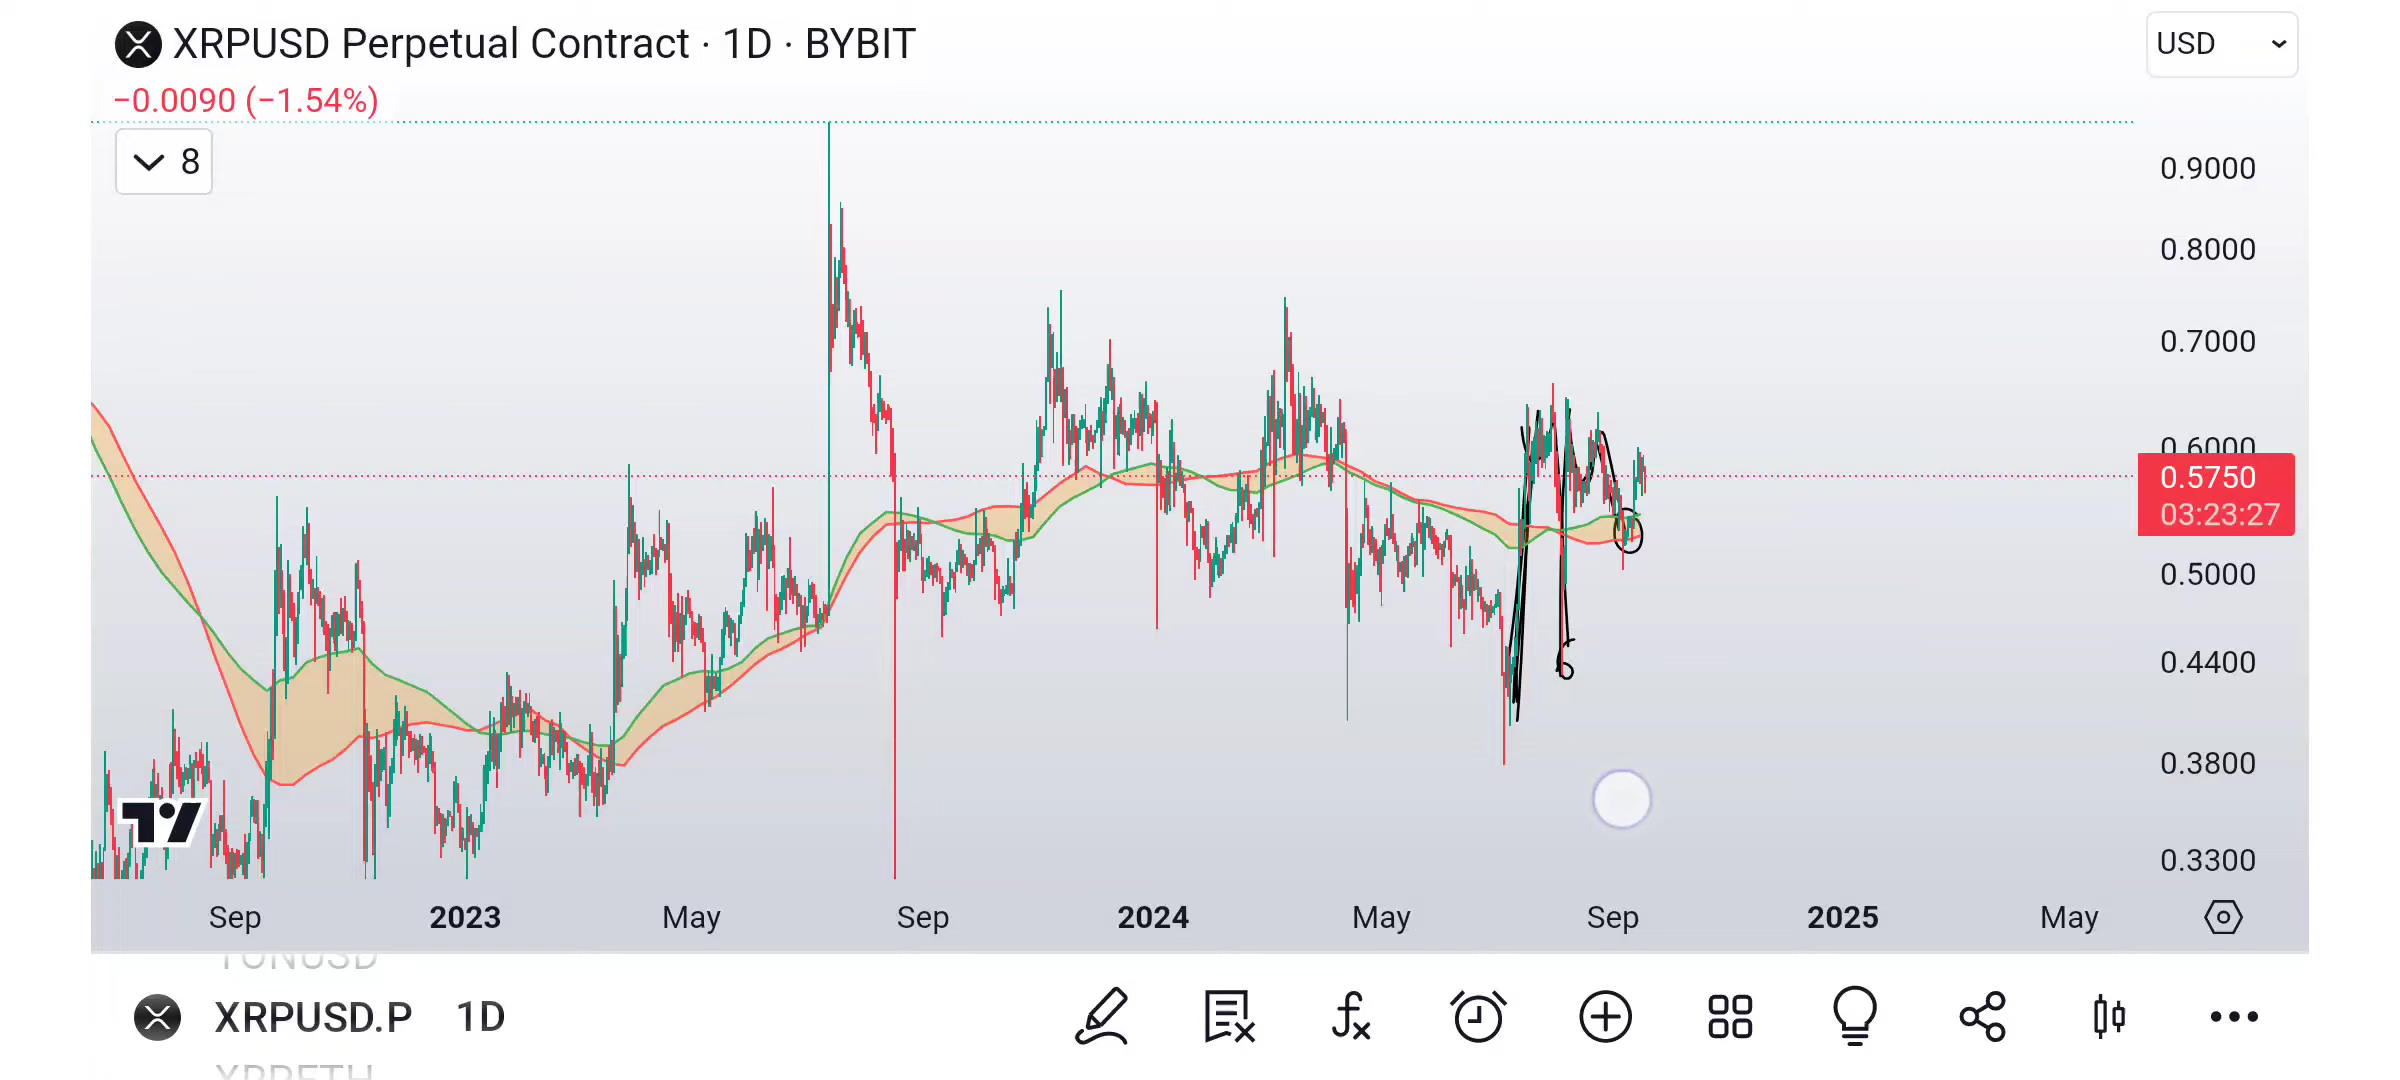 XRPUSD Perpetual Contract · 1D · BYBIT
USD
−0.0090 (−1.54%)
8
0.9000
0.8000
0.7000
0.6000
0.5750
03:23:27
0.5000
0.4400
0.3800
0.3300
Sep 2023 May Sep 2024 May Sep 2025 May
TONUSD
XRPUSD.P 1D
XRPETH